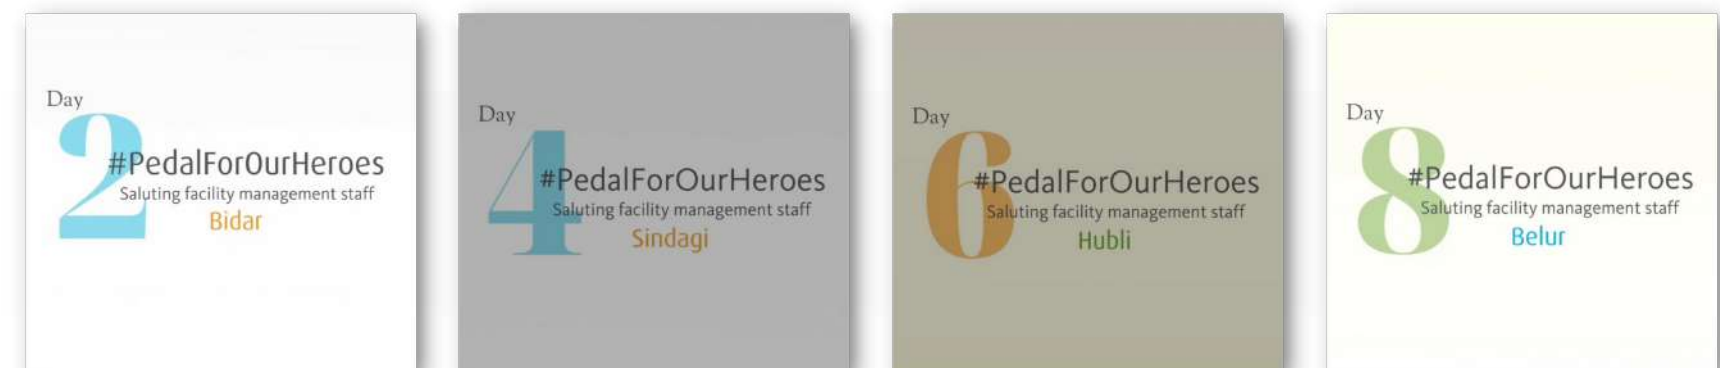 Day
2
#PedalForOurHeroes
Saluting facility management staff
Bidar
Day
4
#PedalForOurHeroes
Saluting facility management staff
Sindagi
Day
6
#PedalForOurHeroes
Saluting facility management staff
Hubli
Day
8
#PedalForOurHeroes
Saluting facility management staff
Belur